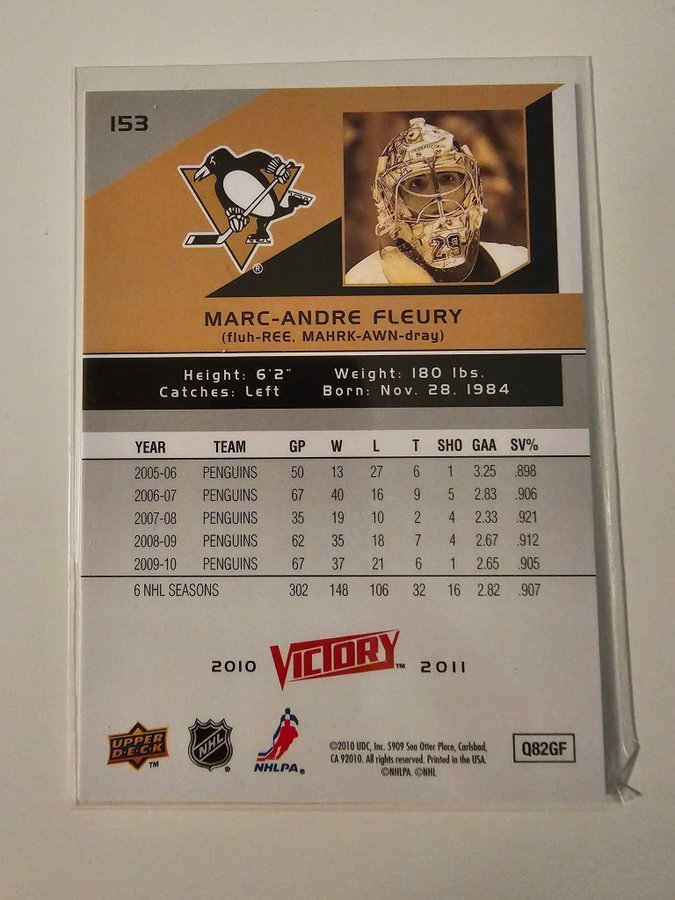 153
®
29
MARC-ANDRE FLEURY
(fluh-REE, MAHRK-AWN-dray)
Height: 6'2" Weight: 180 lbs.
Catches: Left Born: Nov. 28, 1984
YEAR TEAM GP W L T SHO GAA SV%
2005-06 PENGUINS 50 13 27 6 1 3.25 .898
2006-07 PENGUINS 67 40 16 9 5 2.83 .906
2007-08 PENGUINS 35 19 10 2 4 2.33 .921
2008-09 PENGUINS 62 35 18 7 4 2.67 .912
2009-10 PENGUINS 67 37 21 6 1 2.65 .905
6 NHL SEASONS 302 148 106 32 16 2.82 .907
2010 VICTORY™ 2011
UPPER DECK™
NHL®
NHLPA®
©2010 UDC, Inc. 5909 Sea Otter Place, Carlsbad,
CA 92010. All rights reserved. Printed in the USA.
©NHLPA. ©NHL
Q82GF